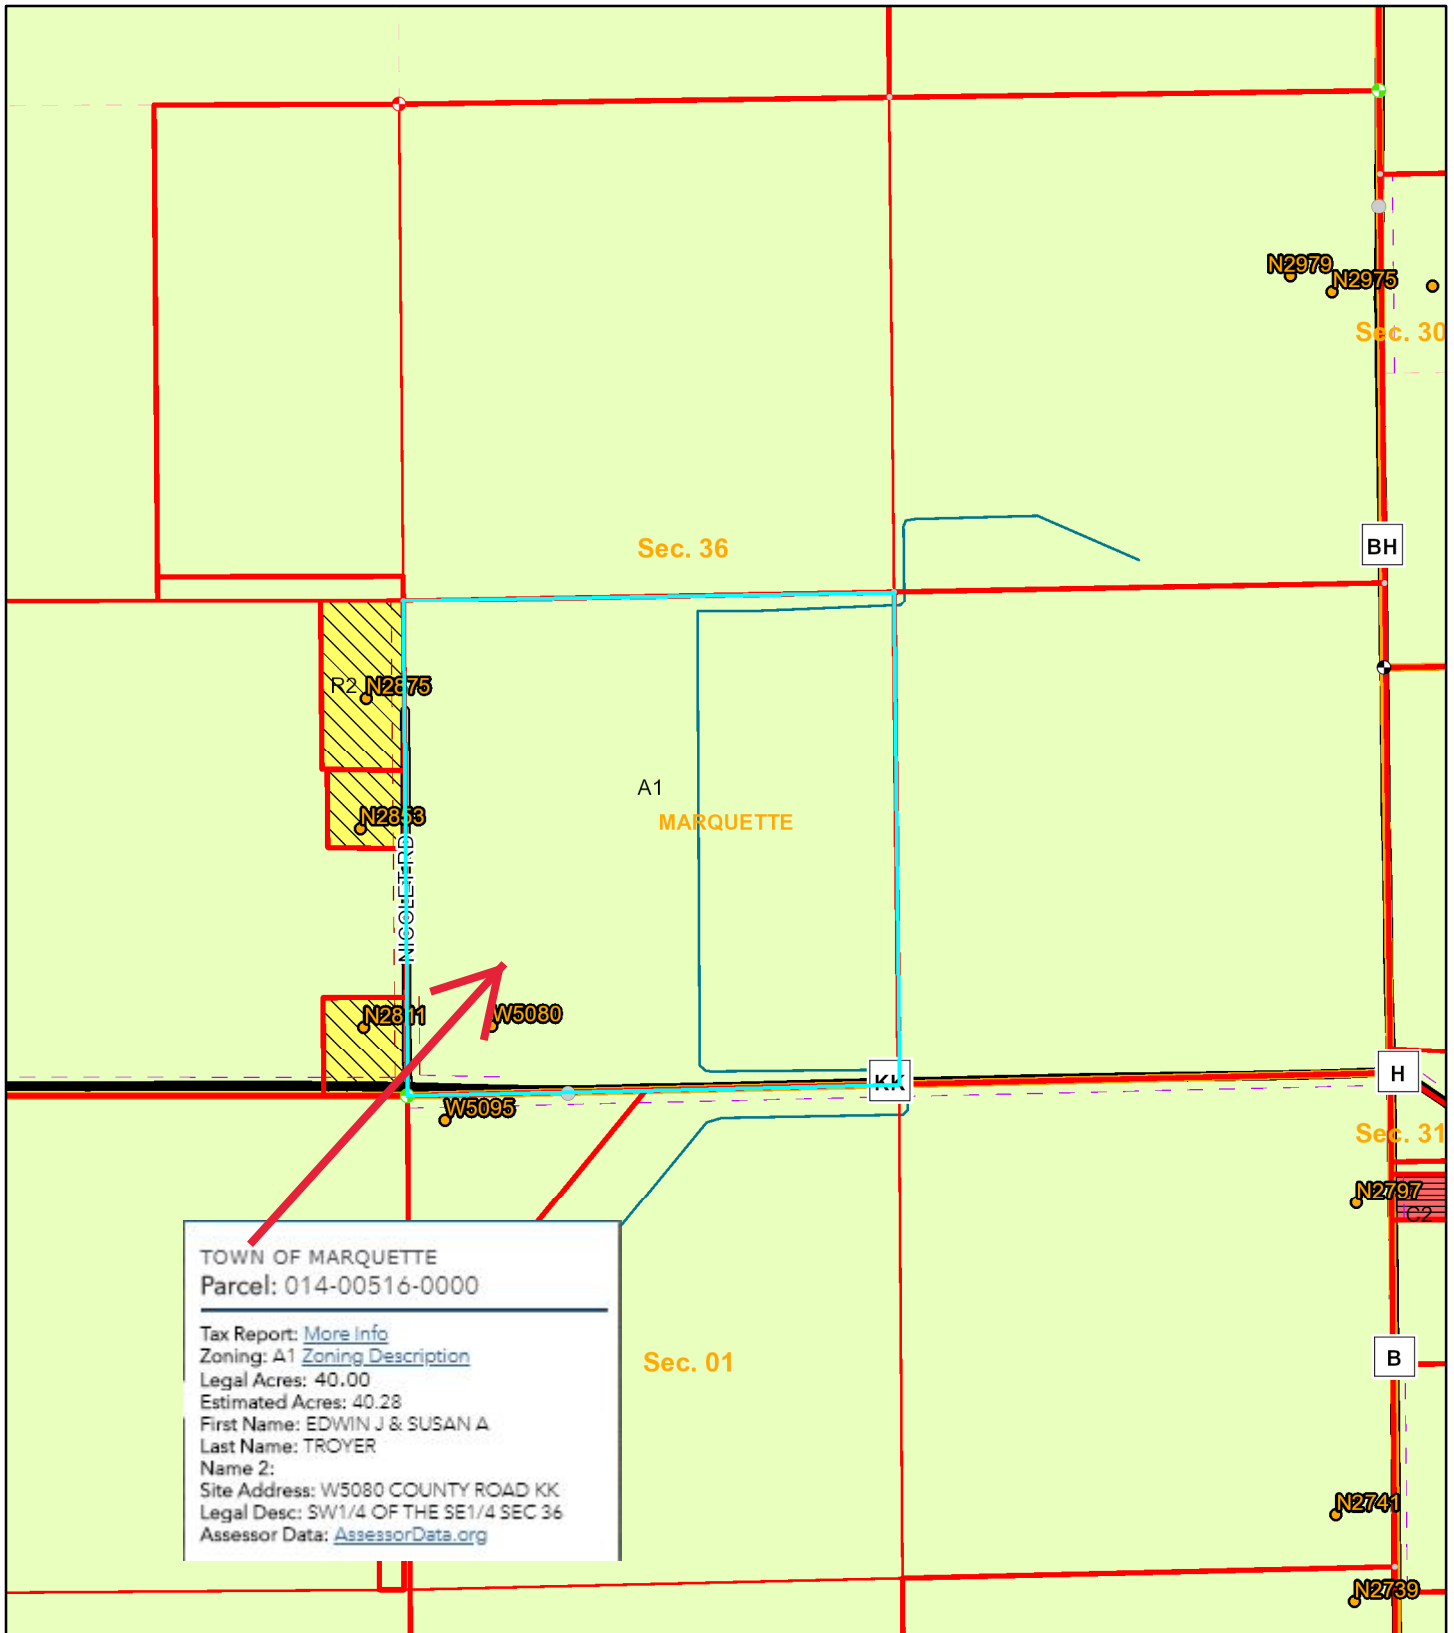 N2979
N2975
Sec. 30
Sec. 36
BH
R2
N2875
A1
MARQUETTE
N2853
NICOLET RD
N2811
W5080
KK
H
W5095
Sec. 31
N2797
C2
TOWN OF MARQUETTE
Parcel: 014-00516-0000
Tax Report: More Info
Zoning: A1 Zoning Description
Legal Acres: 40.00
Estimated Acres: 40.28
First Name: EDWIN J & SUSAN A
Last Name: TROYER
Name 2:
Site Address: W5080 COUNTY ROAD KK
Legal Desc: SW1/4 OF THE SE1/4 SEC 36
Assessor Data: AssessorData.org
Sec. 01
B
N2741
N2739